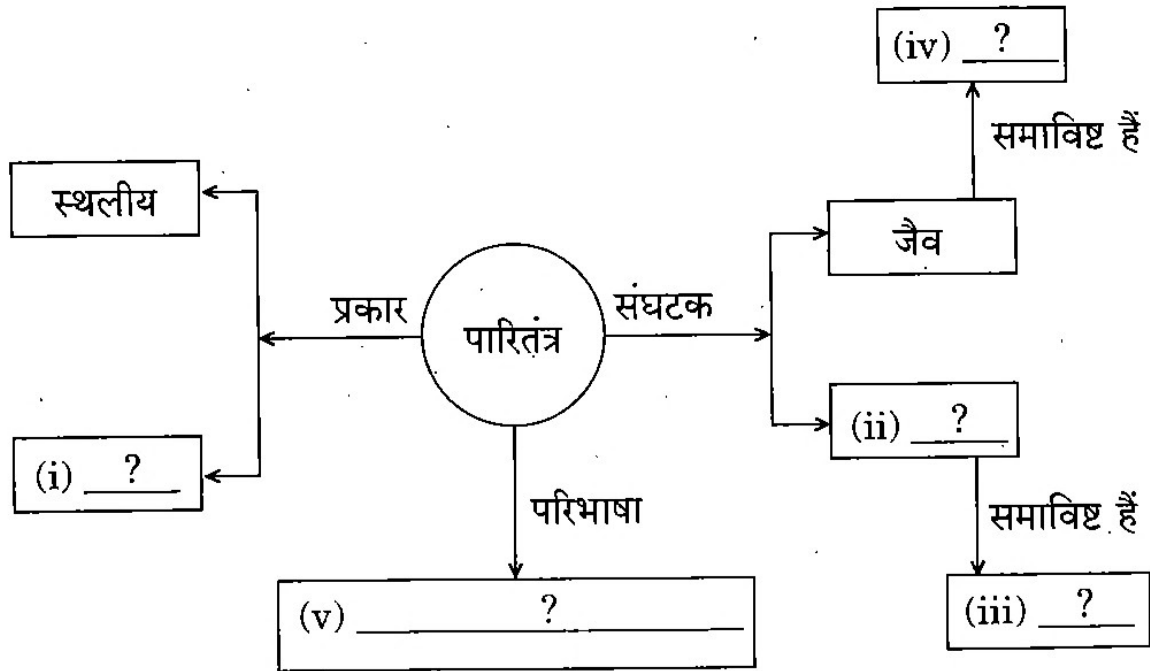 (iv) ?
समाविष्ट हैं
स्थलीय
जैव
प्रकार
पारितंत्र
संघटक
(i) ?
(ii) ?
परिभाषा
समाविष्ट हैं
(v) ?
(iii) ?